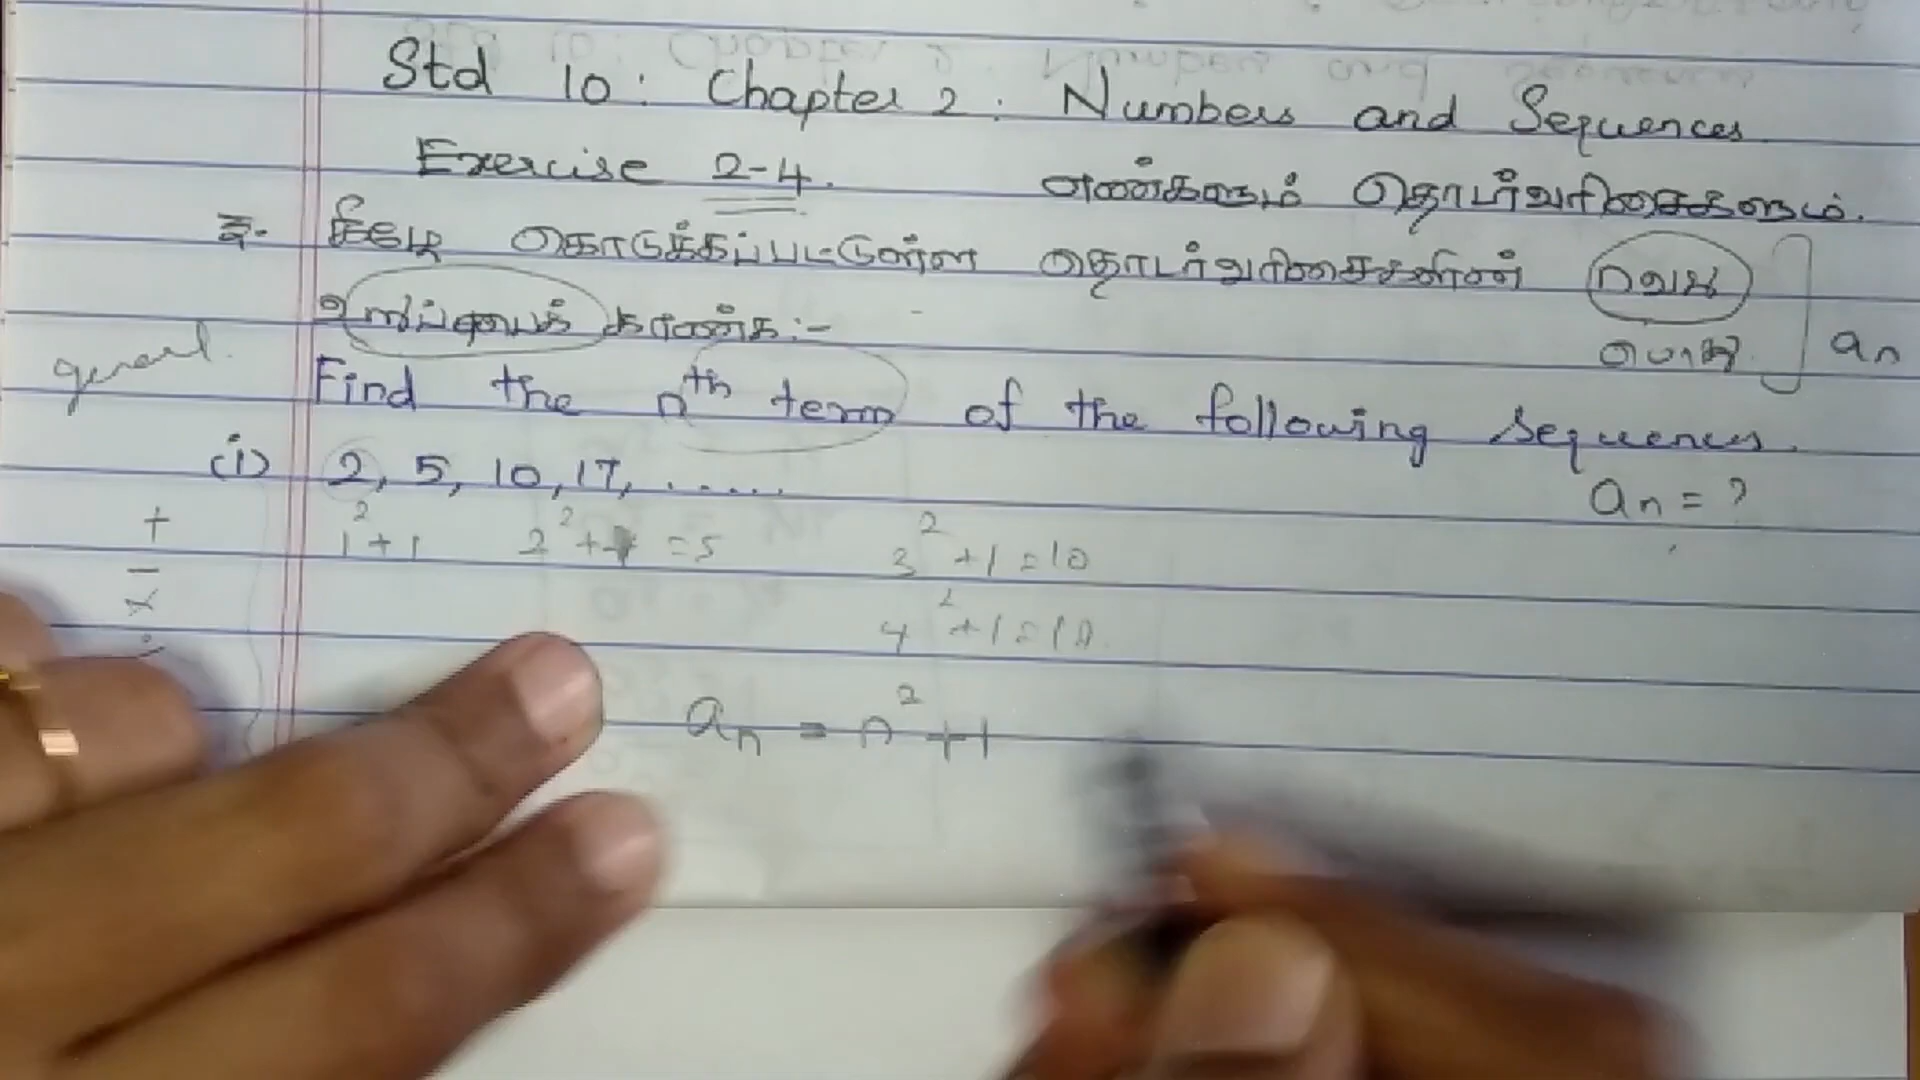 Std 10: Chapter 2: Numbers and Sequences
Exercise 2-4. எண்களும் தொடர்வரிசைகளும்.
கீழே கொடுக்கப்பட்டுள்ள தொடர்வரிசைகளின் nவது
உறுப்பைக் காண்க:-
பொது
an
general.
Find the nth term of the following sequences.
(i) 2, 5, 10, 17, .....
an = ?
1²+1 2²+1 = 5 3²+1=10
+
-
×
4²+1=
an = n²+1